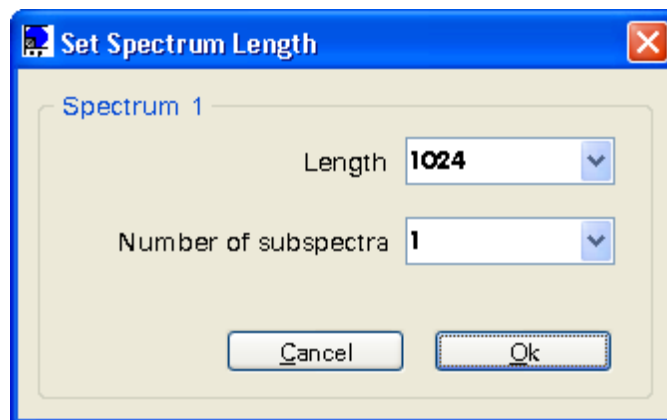 Set Spectrum Length
Spectrum 1
Length 1024
Number of subspectra 1
Cancel Ok